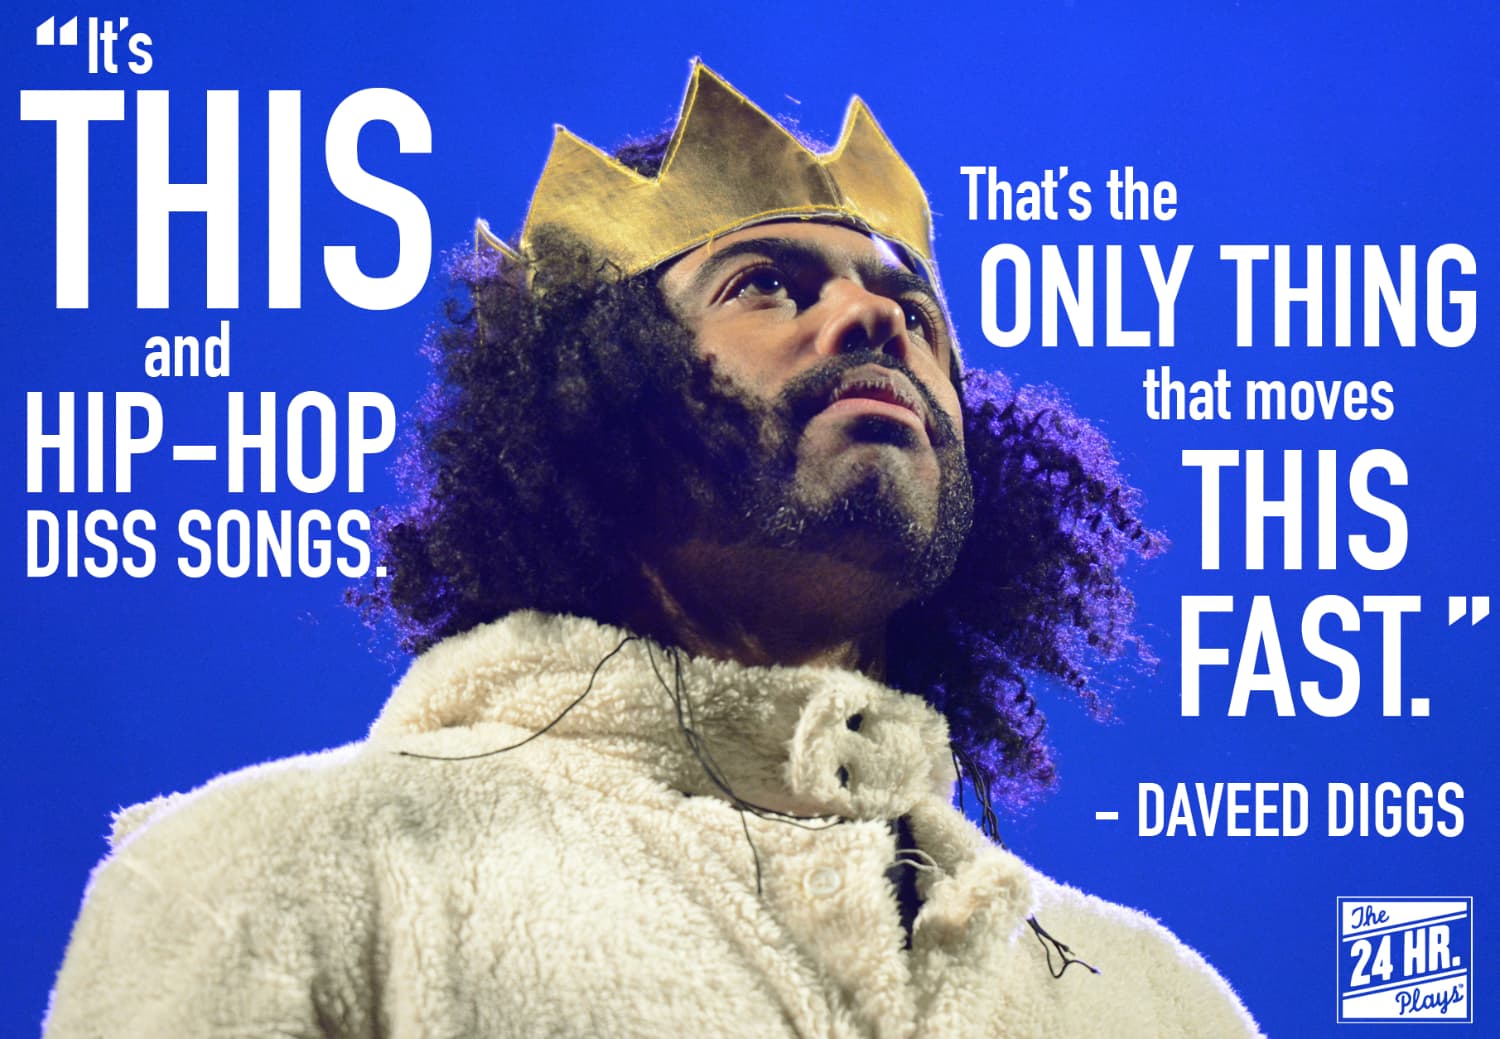 “It’s
THIS
and
HIP-HOP
DISS SONGS.
That’s the
ONLY THING
that moves
THIS
FAST.”
- DAVEED DIGGS
The
24 HR.
Plays™